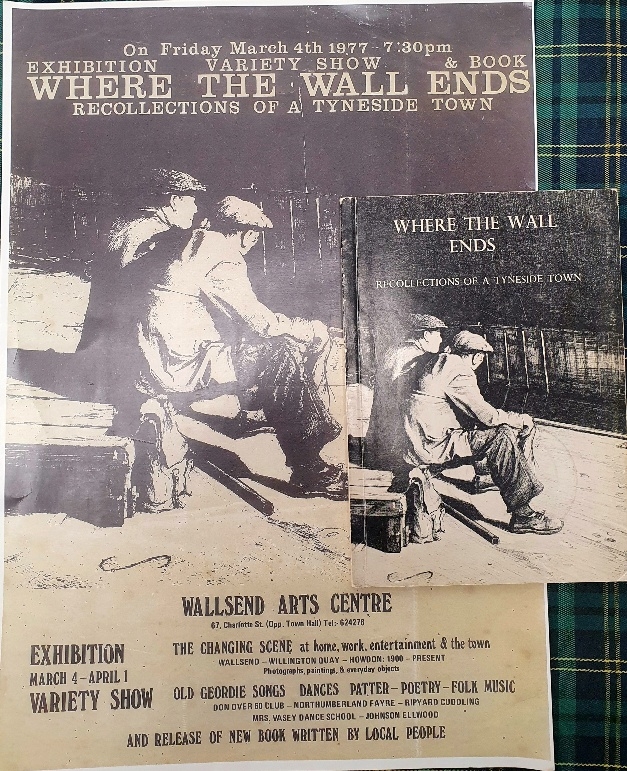 On Friday March 4th 1977 - 7:30pm
EXHIBITION VARIETY SHOW & BOOK
WHERE THE WALL ENDS
RECOLLECTIONS OF A TYNESIDE TOWN
WHERE THE WALL
ENDS
RECOLLECTIONS OF A TYNESIDE TOWN
WALLSEND ARTS CENTRE
67, Charlotte St. (Opp. Town Hall) Tel:- 624276
EXHIBITION
MARCH 4 – APRIL 1
VARIETY SHOW
THE CHANGING SCENE at home, work, entertainment & the town
WALLSEND – WILLINGTON QUAY – HOWDON: 1900 – PRESENT
Photographs, paintings, & everyday objects
OLD GEORDIE SONGS DANCES PATTER – POETRY – FOLK MUSIC
DON OVER 60 CLUB – NORTHUMBERLAND FAYRE – RIPYARD CUDDLING
MRS. VASEY DANCE SCHOOL – JOHNSON ELLWOOD
AND RELEASE OF NEW BOOK WRITTEN BY LOCAL PEOPLE